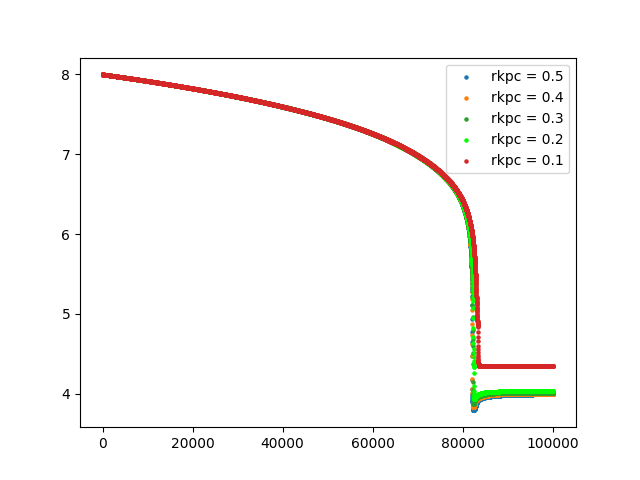 8
7
6
5
4
0
20000
40000
60000
80000
100000
rkpc = 0.5
rkpc = 0.4
rkpc = 0.3
rkpc = 0.2
rkpc = 0.1